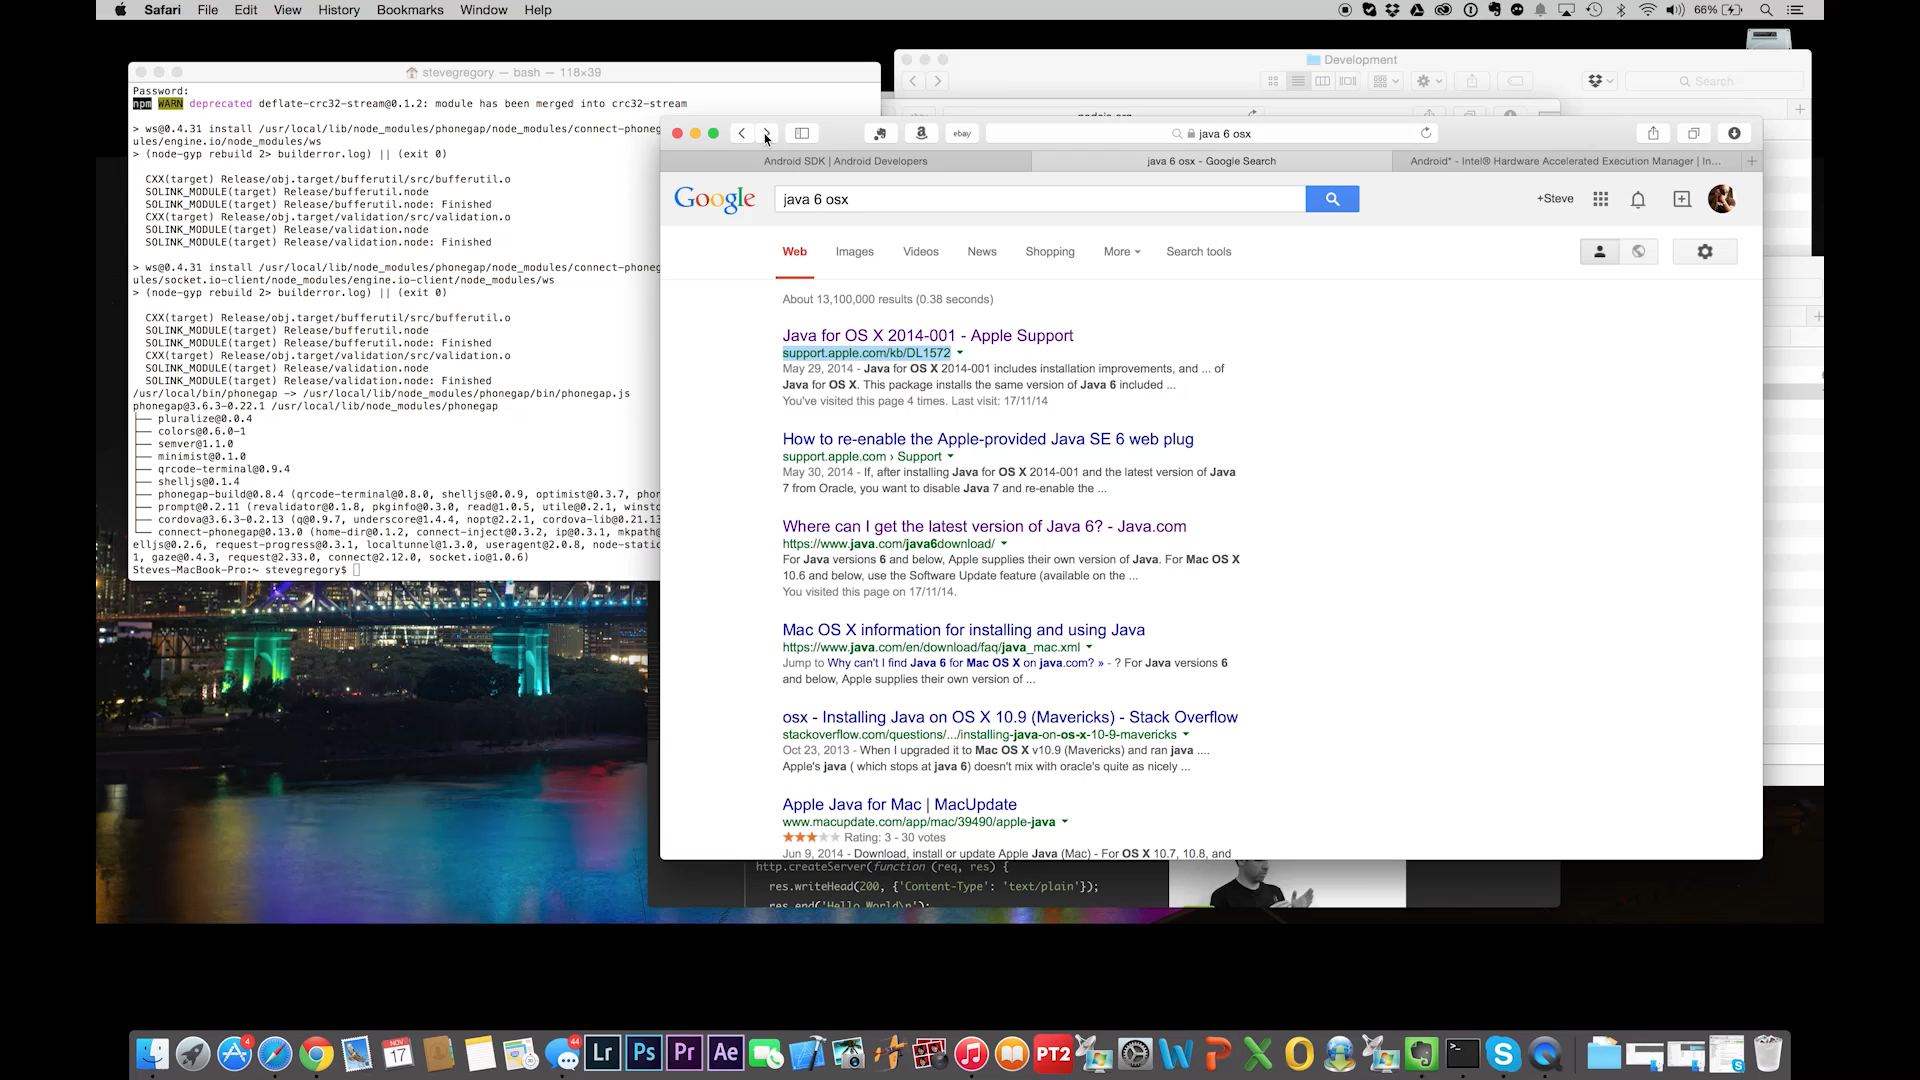 Safari File Edit View History Bookmarks Window Help
66%
stevegregory — bash — 118×39
Password:
npm WARN deprecated deflate-crc32-stream@0.1.2: module has been merged into crc32-stream
> ws@0.4.31 install /usr/local/lib/node_modules/phonegap/node_modules/connect-phoneg
ules/engine.io/node_modules/ws
> (node-gyp rebuild 2> builderror.log) || (exit 0)
CXX(target) Release/obj.target/bufferutil/src/bufferutil.o
SOLINK_MODULE(target) Release/bufferutil.node
SOLINK_MODULE(target) Release/bufferutil.node: Finished
CXX(target) Release/obj.target/validation/src/validation.o
SOLINK_MODULE(target) Release/validation.node
SOLINK_MODULE(target) Release/validation.node: Finished
> ws@0.4.31 install /usr/local/lib/node_modules/phonegap/node_modules/connect-phoneg
ules/socket.io-client/node_modules/engine.io-client/node_modules/ws
> (node-gyp rebuild 2> builderror.log) || (exit 0)
CXX(target) Release/obj.target/bufferutil/src/bufferutil.o
SOLINK_MODULE(target) Release/bufferutil.node
SOLINK_MODULE(target) Release/bufferutil.node: Finished
CXX(target) Release/obj.target/validation/src/validation.o
SOLINK_MODULE(target) Release/validation.node
SOLINK_MODULE(target) Release/validation.node: Finished
/usr/local/bin/phonegap -> /usr/local/lib/node_modules/phonegap/bin/phonegap.js
phonegap@3.6.3-0.22.1 /usr/local/lib/node_modules/phonegap
├── pluralize@0.0.4
├── colors@0.6.0-1
├── semver@1.1.0
├── minimist@0.1.0
├── qrcode-terminal@0.9.4
├── shelljs@0.1.4
├── phonegap-build@0.8.4 (qrcode-terminal@0.8.0, shelljs@0.0.9, optimist@0.3.7, phon
├── prompt@0.2.11 (revalidator@0.1.8, pkginfo@0.3.0, read@1.0.5, utile@0.2.1, winsto
├── cordova@3.6.3-0.2.13 (q@0.9.7, underscore@1.4.4, nopt@2.2.1, cordova-lib@0.21.13
└── connect-phonegap@0.13.0 (home-dir@0.1.2, connect-inject@0.3.2, ip@0.3.1, mkpath@
elljs@0.2.6, request-progress@0.3.1, localtunnel@1.3.0, useragent@2.0.8, node-stati
1, gaze@0.4.3, request@2.33.0, connect@2.12.0, socket.io@1.0.6)
Steves-MacBook-Pro:~ stevegregory$
Development
Search
ebay
java 6 osx
Android SDK | Android Developers
java 6 osx - Google Search
Android* - Intel® Hardware Accelerated Execution Manager | In...
Google
java 6 osx
+Steve
Web Images Videos News Shopping More Search tools
About 13,100,000 results (0.38 seconds)
Java for OS X 2014-001 - Apple Support
support.apple.com/kb/DL1572
May 29, 2014 - Java for OS X 2014-001 includes installation improvements, and ... of
Java for OS X. This package installs the same version of Java 6 included ...
You've visited this page 4 times. Last visit: 17/11/14
How to re-enable the Apple-provided Java SE 6 web plug
support.apple.com › Support
May 30, 2014 - If, after installing Java for OS X 2014-001 and the latest version of Java
7 from Oracle, you want to disable Java 7 and re-enable the ...
Where can I get the latest version of Java 6? - Java.com
https://www.java.com/java6download/
For Java versions 6 and below, Apple supplies their own version of Java. For Mac OS X
10.6 and below, use the Software Update feature (available on the ...
You visited this page on 17/11/14.
Mac OS X information for installing and using Java
https://www.java.com/en/download/faq/java_mac.xml
Jump to Why can't I find Java 6 for Mac OS X on java.com? » - ? For Java versions 6
and below, Apple supplies their own version of ...
osx - Installing Java on OS X 10.9 (Mavericks) - Stack Overflow
stackoverflow.com/questions/.../installing-java-on-os-x-10-9-mavericks
Oct 23, 2013 - When I upgraded it to Mac OS X v10.9 (Mavericks) and ran java ....
Apple's java ( which stops at java 6) doesn't mix with oracle's quite as nicely ...
Apple Java for Mac | MacUpdate
www.macupdate.com/app/mac/39490/apple-java
Rating: 3 - 30 votes
Jun 9, 2014 - Download, install or update Apple Java (Mac) - For OS X 10.7, 10.8, and
http.createServer(function (req, res) {
res.writeHead(200, {'Content-Type': 'text/plain'});
res.end('Hello World\n');
4
NOV
17
44
Lr
Ps
Pr
Ae
PT2